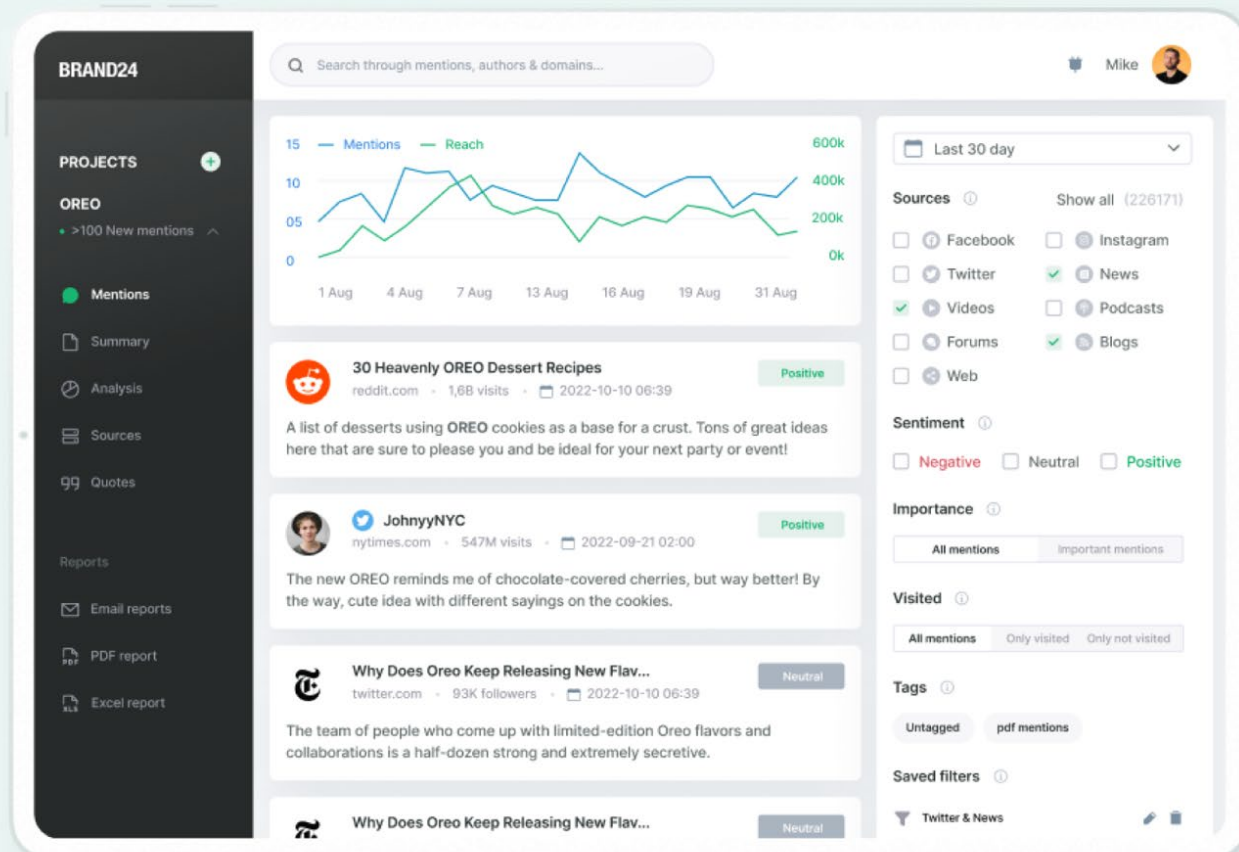 BRAND24
Search through mentions, authors & domains...
Mike
PROJECTS
OREO
>100 New mentions
Mentions
Summary
Analysis
Sources
99 Quotes
Reports
Email reports
PDF PDF report
XLS Excel report
15 Mentions Reach 600k
10 400k
05 200k
0 0k
1 Aug 4 Aug 7 Aug 13 Aug 16 Aug 19 Aug 31 Aug
30 Heavenly OREO Dessert Recipes Positive
reddit.com • 1,6B visits • 2022-10-10 06:39
A list of desserts using OREO cookies as a base for a crust. Tons of great ideas
here that are sure to please you and be ideal for your next party or event!
JohnyyNYC Positive
nytimes.com • 547M visits • 2022-09-21 02:00
The new OREO reminds me of chocolate-covered cherries, but way better! By
the way, cute idea with different sayings on the cookies.
Why Does Oreo Keep Releasing New Flav... Neutral
twitter.com • 93K followers • 2022-10-10 06:39
The team of people who come up with limited-edition Oreo flavors and
collaborations is a half-dozen strong and extremely secretive.
Why Does Oreo Keep Releasing New Flav... Neutral
Last 30 day
Sources Show all (226171)
Facebook Instagram
Twitter News
Videos Podcasts
Forums Blogs
Web
Sentiment
Negative Neutral Positive
Importance
All mentions Important mentions
Visited
All mentions Only visited Only not visited
Tags
Untagged pdf mentions
Saved filters
Twitter & News